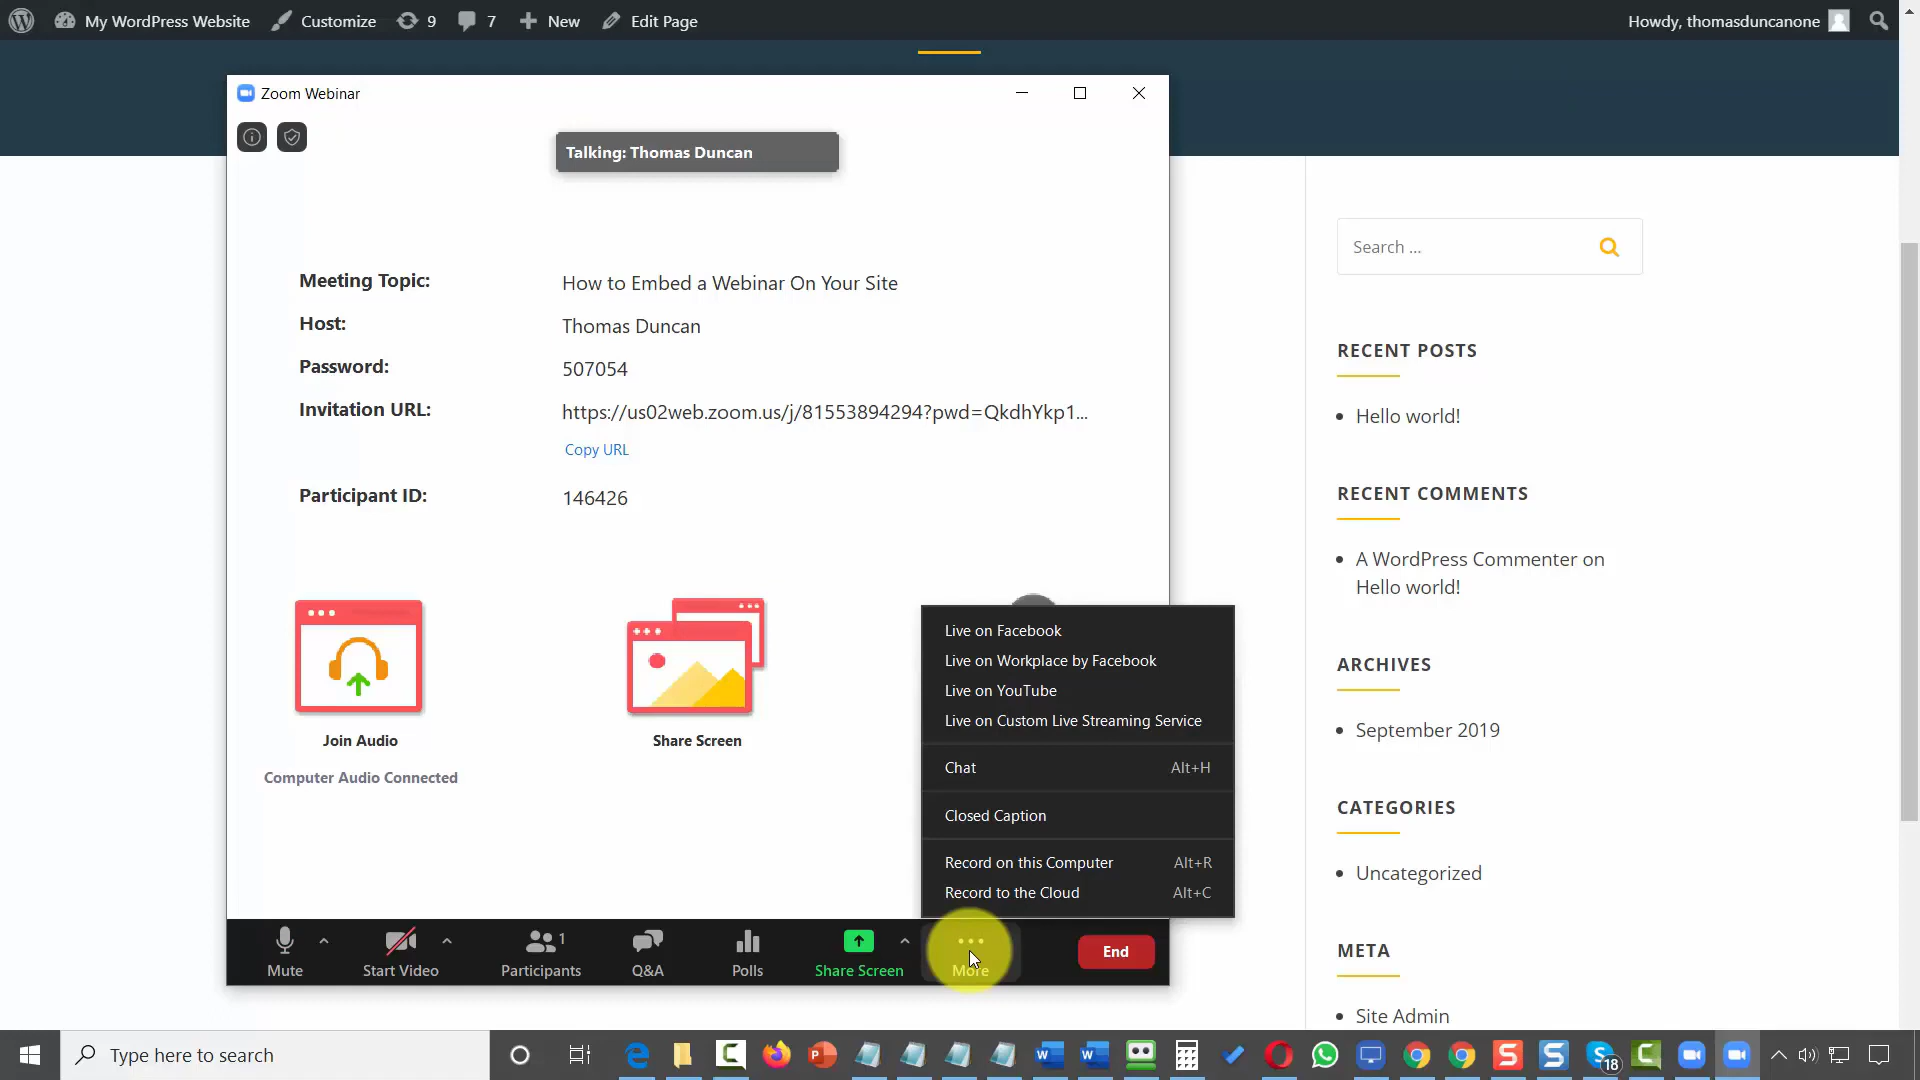 My WordPress Website Customize 9 7 New Edit Page Howdy, thomasduncanone
Zoom Webinar
Talking: Thomas Duncan
Meeting Topic: How to Embed a Webinar On Your Site
Host: Thomas Duncan
Password: 507054
Invitation URL: https://us02web.zoom.us/j/81553894294?pwd=QkdhYkp1...
Copy URL
Participant ID: 146426
Join Audio
Computer Audio Connected
Share Screen
Live on Facebook
Live on Workplace by Facebook
Live on YouTube
Live on Custom Live Streaming Service
Chat Alt+H
Closed Caption
Record on this Computer Alt+R
Record to the Cloud Alt+C
Mute Start Video 1 Participants Q&A Polls Share Screen More End
Search ...
RECENT POSTS
Hello world!
RECENT COMMENTS
A WordPress Commenter on
Hello world!
ARCHIVES
September 2019
CATEGORIES
Uncategorized
META
Site Admin
Type here to search 18